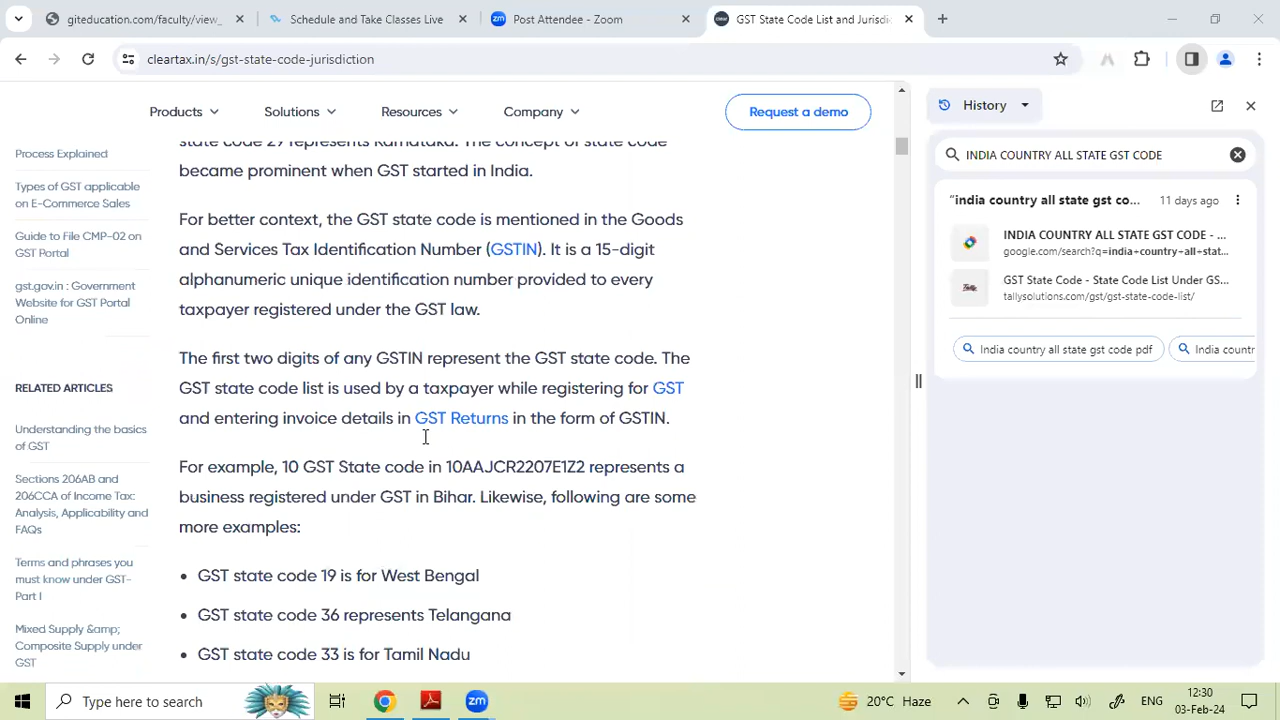 giteducation.com/faculty/view_
Schedule and Take Classes Live
zm
Post Attendee - Zoom
GST State Code List and Jurisdic
cleartax.in/s/gst-state-code-jurisdiction
Products
Solutions
Resources
Company
Request a demo
History
INDIA COUNTRY ALL STATE GST CODE
"india country all state gst co...
11 days ago
INDIA COUNTRY ALL STATE GST CODE - ...
google.com/search?q=india+country+all+stat...
GST State Code - State Code List Under GS...
tallysolutions.com/gst/gst-state-code-list/
India country all state gst code pdf
India countr
Process Explained
Types of GST applicable
on E-Commerce Sales
Guide to File CMP-02 on
GST Portal
gst.gov.in : Government
Website for GST Portal
Online
RELATED ARTICLES
Understanding the basics
of GST
Sections 206AB and
206CCA of Income Tax:
Analysis, Applicability and
FAQs
Terms and phrases you
must know under GST-
Part I
Mixed Supply &amp;
Composite Supply under
GST
state code 29 represents Karnataka. The concept of state code
became prominent when GST started in India.
For better context, the GST state code is mentioned in the Goods
and Services Tax Identification Number (GSTIN). It is a 15-digit
alphanumeric unique identification number provided to every
taxpayer registered under the GST law.
The first two digits of any GSTIN represent the GST state code. The
GST state code list is used by a taxpayer while registering for GST
and entering invoice details in GST Returns in the form of GSTIN.
For example, 10 GST State code in 10AAJCR2207E1Z2 represents a
business registered under GST in Bihar. Likewise, following are some
more examples:
• GST state code 19 is for West Bengal
• GST state code 36 represents Telangana
• GST state code 33 is for Tamil Nadu
Type here to search
zm
20°C Haze
ENG
12:30
03-Feb-24